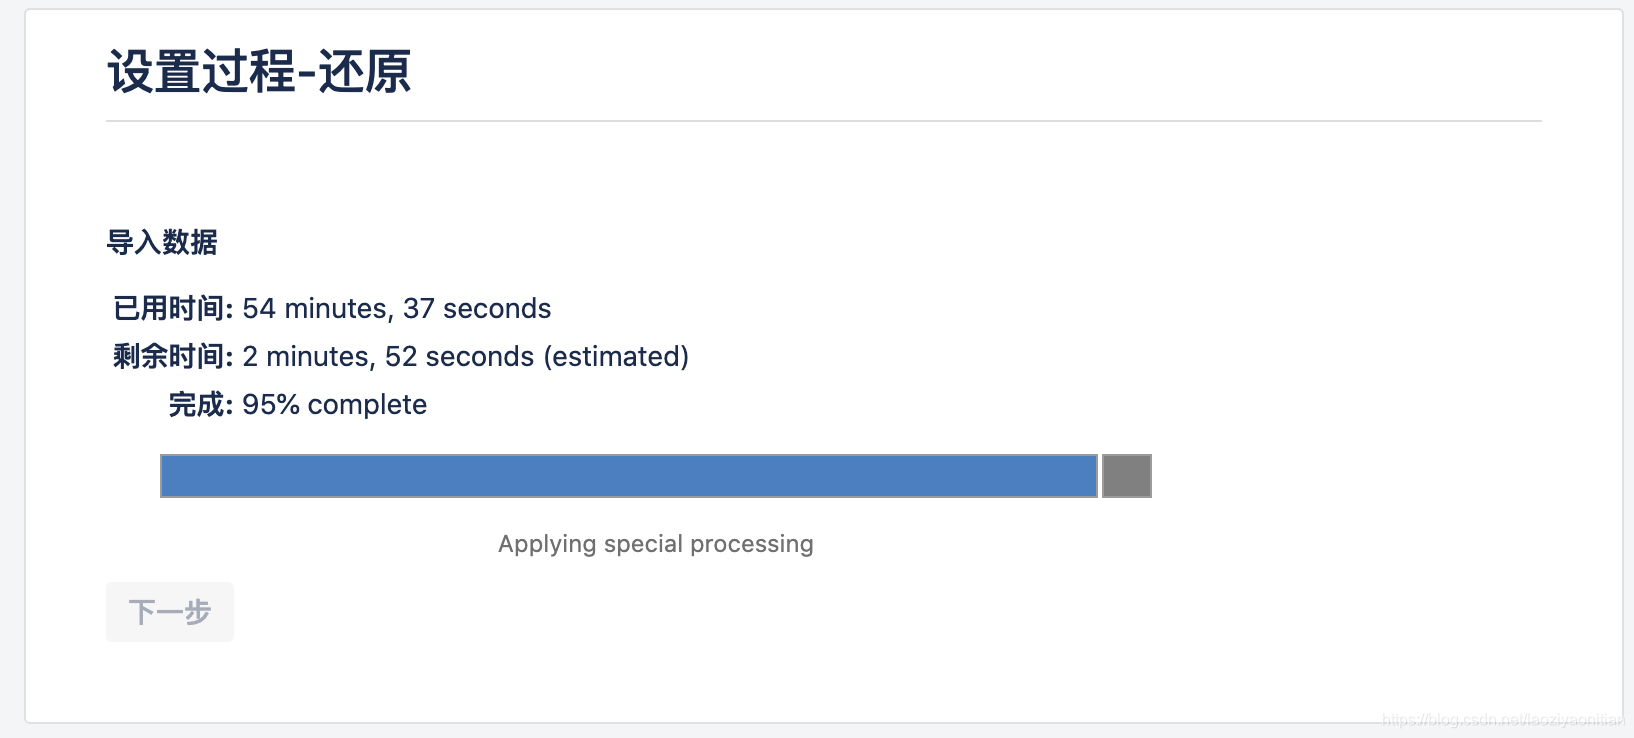 设置过程-还原
导入数据
已用时间: 54 minutes, 37 seconds
剩余时间: 2 minutes, 52 seconds (estimated)
完成: 95% complete
Applying special processing
下一步
https://blog.csdn.net/laoziyaonitian